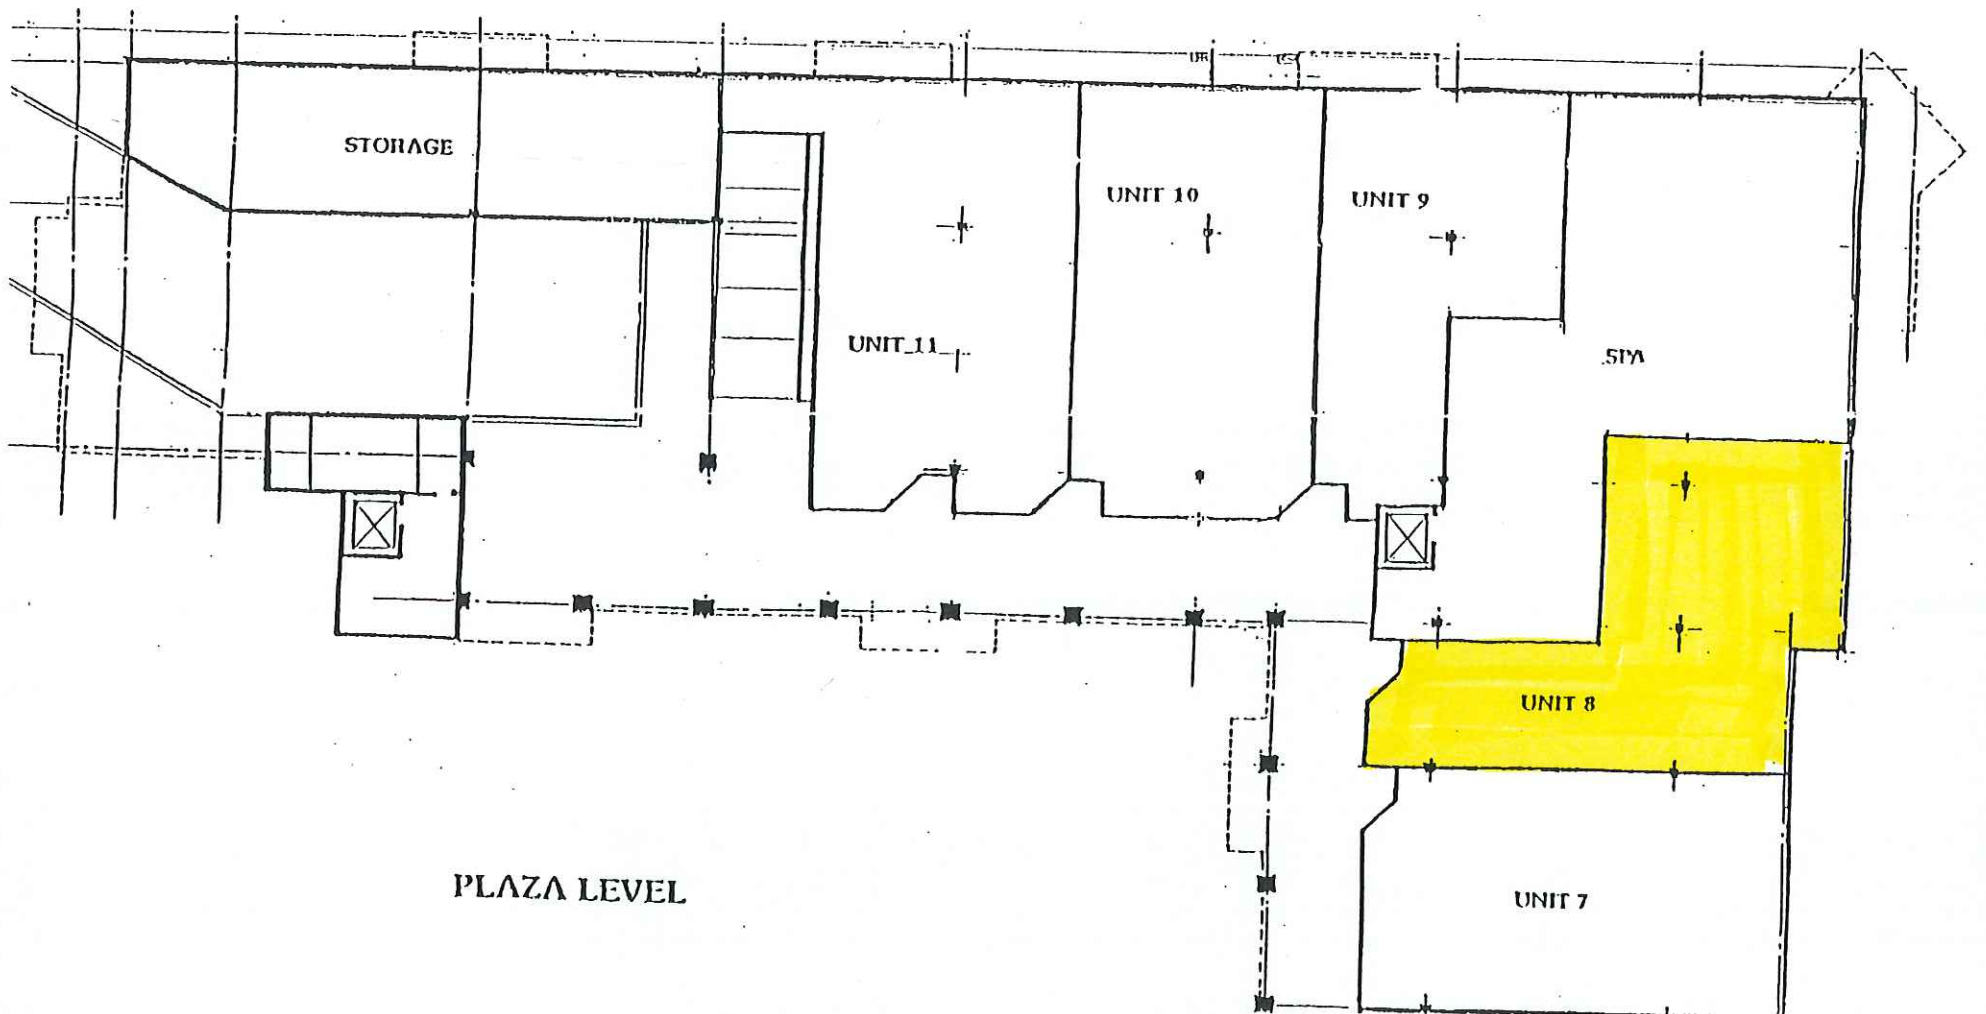 STORAGE
UNIT 10
UNIT 9
UNIT 11
SPA
UNIT 8
PLAZA LEVEL
UNIT 7